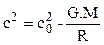 c² = c₀² - G.M/R